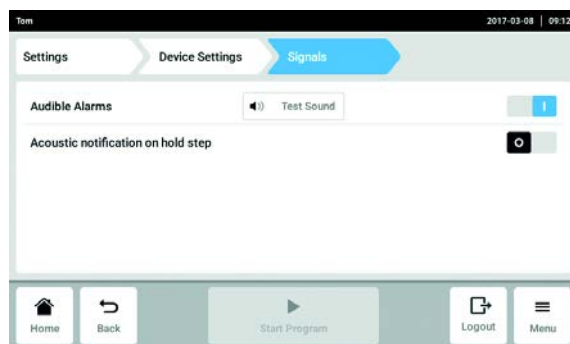 Tom 2017-03-08 | 09:12
Settings Device Settings Signals
Audible Alarms Test Sound I
Acoustic notification on hold step O
Home Back Start Program Logout Menu